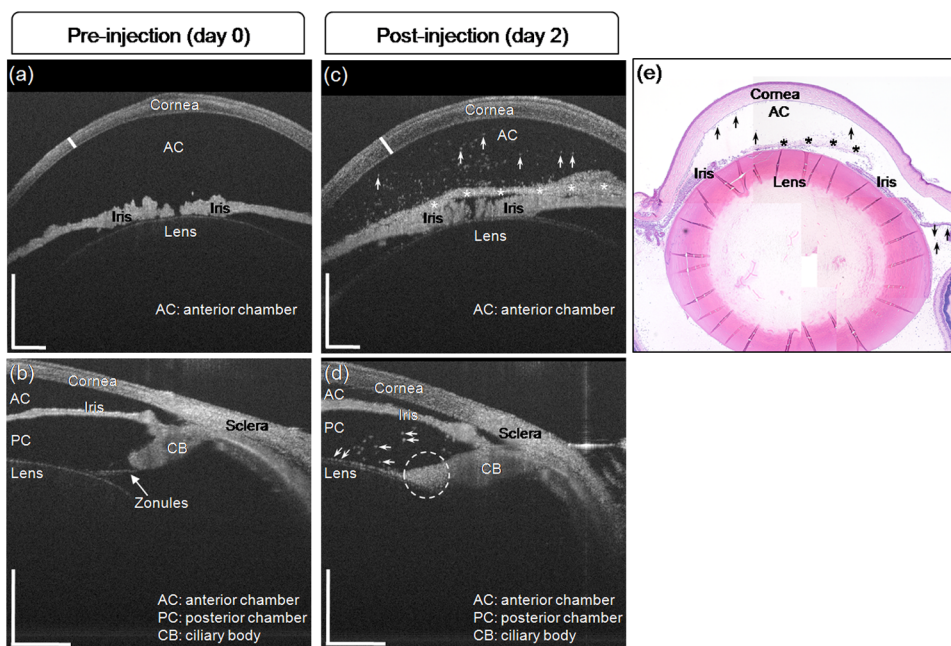 Pre-injection (day 0)
Post-injection (day 2)
(a)
Cornea
AC
Iris
Iris
Lens
AC: anterior chamber
(c)
Cornea
AC
Iris
Iris
Lens
AC: anterior chamber
(e)
Cornea
AC
Iris
Lens
Iris
(b)
Cornea
AC
Iris
Sclera
PC
CB
Lens
Zonules
AC: anterior chamber
PC: posterior chamber
CB: ciliary body
(d)
Cornea
AC
Iris
PC
Sclera
Lens
CB
AC: anterior chamber
PC: posterior chamber
CB: ciliary body